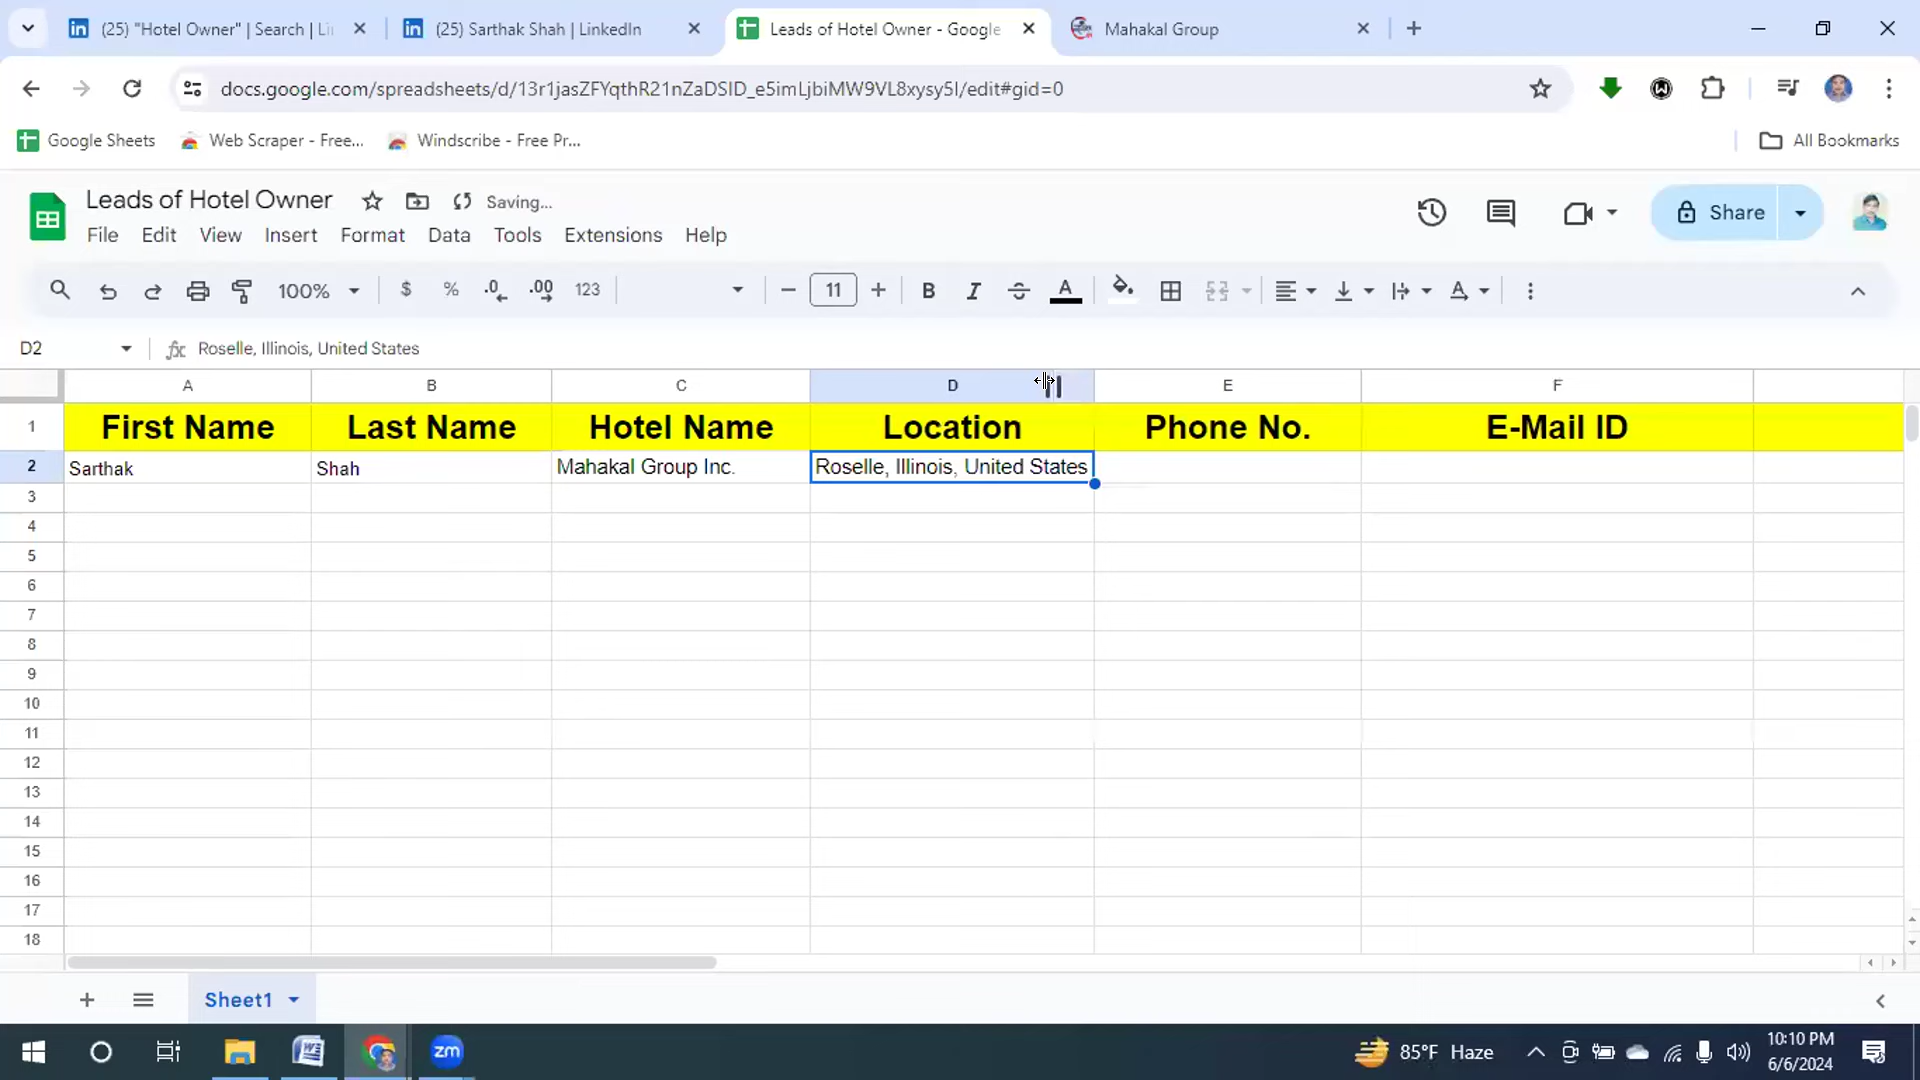 (25) "Hotel Owner" | Search | Li
(25) Sarthak Shah | LinkedIn
Leads of Hotel Owner - Google
Mahakal Group
docs.google.com/spreadsheets/d/13r1jasZFYqthR21nZaDSID_e5imLjbiMW9VL8xysy5I/edit#gid=0
Google Sheets
Web Scraper - Free...
Windscribe - Free Pr...
All Bookmarks
Leads of Hotel Owner
Saving...
Share
File Edit View Insert Format Data Tools Extensions Help
100% $ % .0 .00 123 11 B I S A A
D2 fx Roselle, Illinois, United States
A B C D E F
1 First Name Last Name Hotel Name Location Phone No. E-Mail ID
2 Sarthak Shah Mahakal Group Inc. Roselle, Illinois, United States
3
4
5
6
7
8
9
10
11
12
13
14
15
16
17
18
Sheet1
W
zm
85°F Haze
10:10 PM
6/6/2024